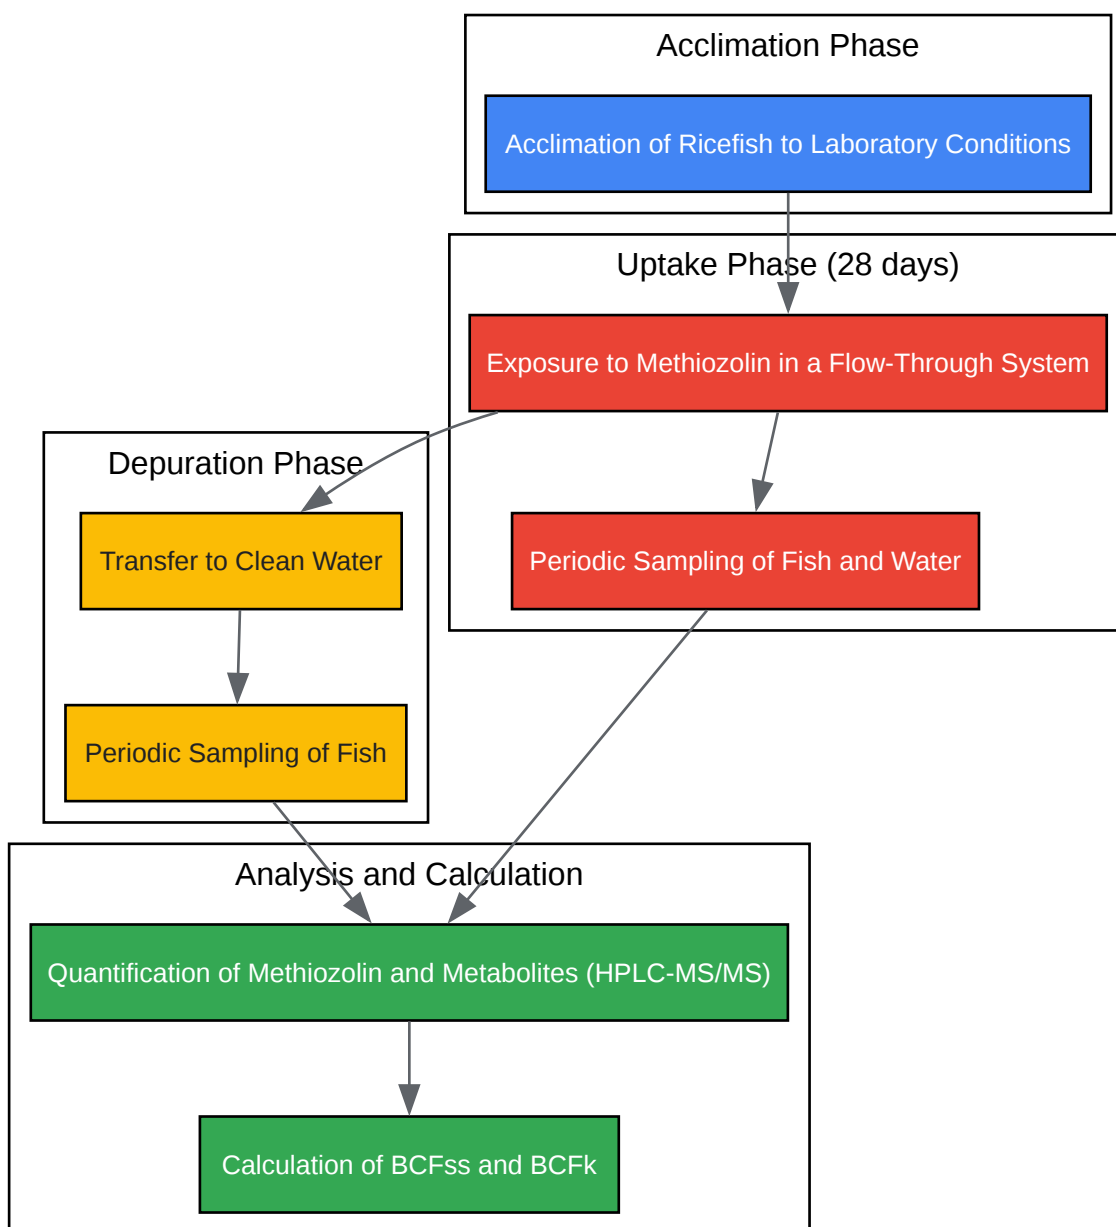 Acclimation Phase
Acclimation of Ricefish to Laboratory Conditions
Uptake Phase (28 days)
Exposure to Methiozolin in a Flow-Through System
Depuration Phase
Transfer to Clean Water
Periodic Sampling of Fish and Water
Periodic Sampling of Fish
Analysis and Calculation
Quantification of Methiozolin and Metabolites (HPLC-MS/MS)
Calculation of BCFss and BCFk